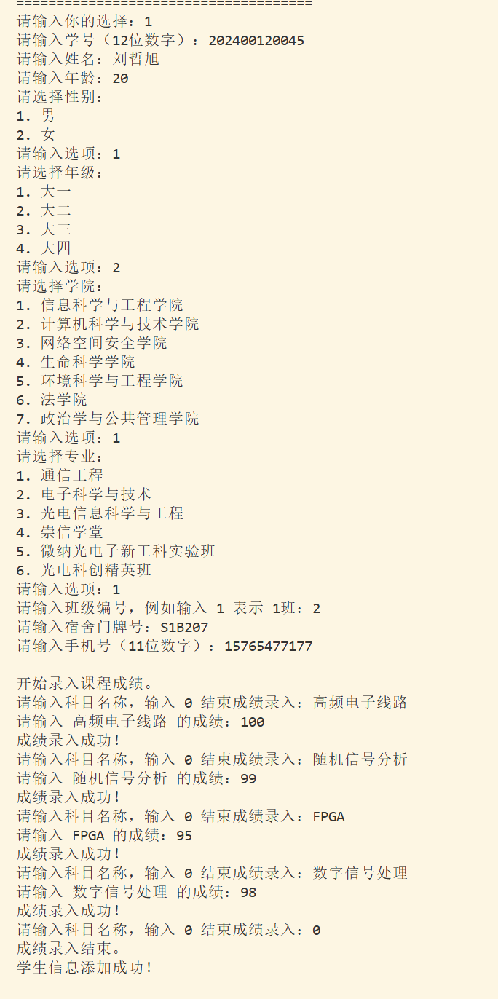 =====================================
请输入你的选择：1
请输入学号（12位数字）：202400120045
请输入姓名：刘哲旭
请输入年龄：20
请选择性别：
1. 男
2. 女
请输入选项：1
请选择年级：
1. 大一
2. 大二
3. 大三
4. 大四
请输入选项：2
请选择学院：
1. 信息科学与工程学院
2. 计算机科学与技术学院
3. 网络空间安全学院
4. 生命科学学院
5. 环境科学与工程学院
6. 法学院
7. 政治学与公共管理学院
请输入选项：1
请选择专业：
1. 通信工程
2. 电子科学与技术
3. 光电信息科学与工程
4. 崇信学堂
5. 微纳光电子新工科实验班
6. 光电科创精英班
请输入选项：1
请输入班级编号，例如输入 1 表示 1班：2
请输入宿舍门牌号：S1B207
请输入手机号（11位数字）：15765477177
开始录入课程成绩。
请输入科目名称，输入 0 结束成绩录入：高频电子线路
请输入 高频电子线路 的成绩：100
成绩录入成功！
请输入科目名称，输入 0 结束成绩录入：随机信号分析
请输入 随机信号分析 的成绩：99
成绩录入成功！
请输入科目名称，输入 0 结束成绩录入：FPGA
请输入 FPGA 的成绩：95
成绩录入成功！
请输入科目名称，输入 0 结束成绩录入：数字信号处理
请输入 数字信号处理 的成绩：98
成绩录入成功！
请输入科目名称，输入 0 结束成绩录入：0
成绩录入结束。
学生信息添加成功！